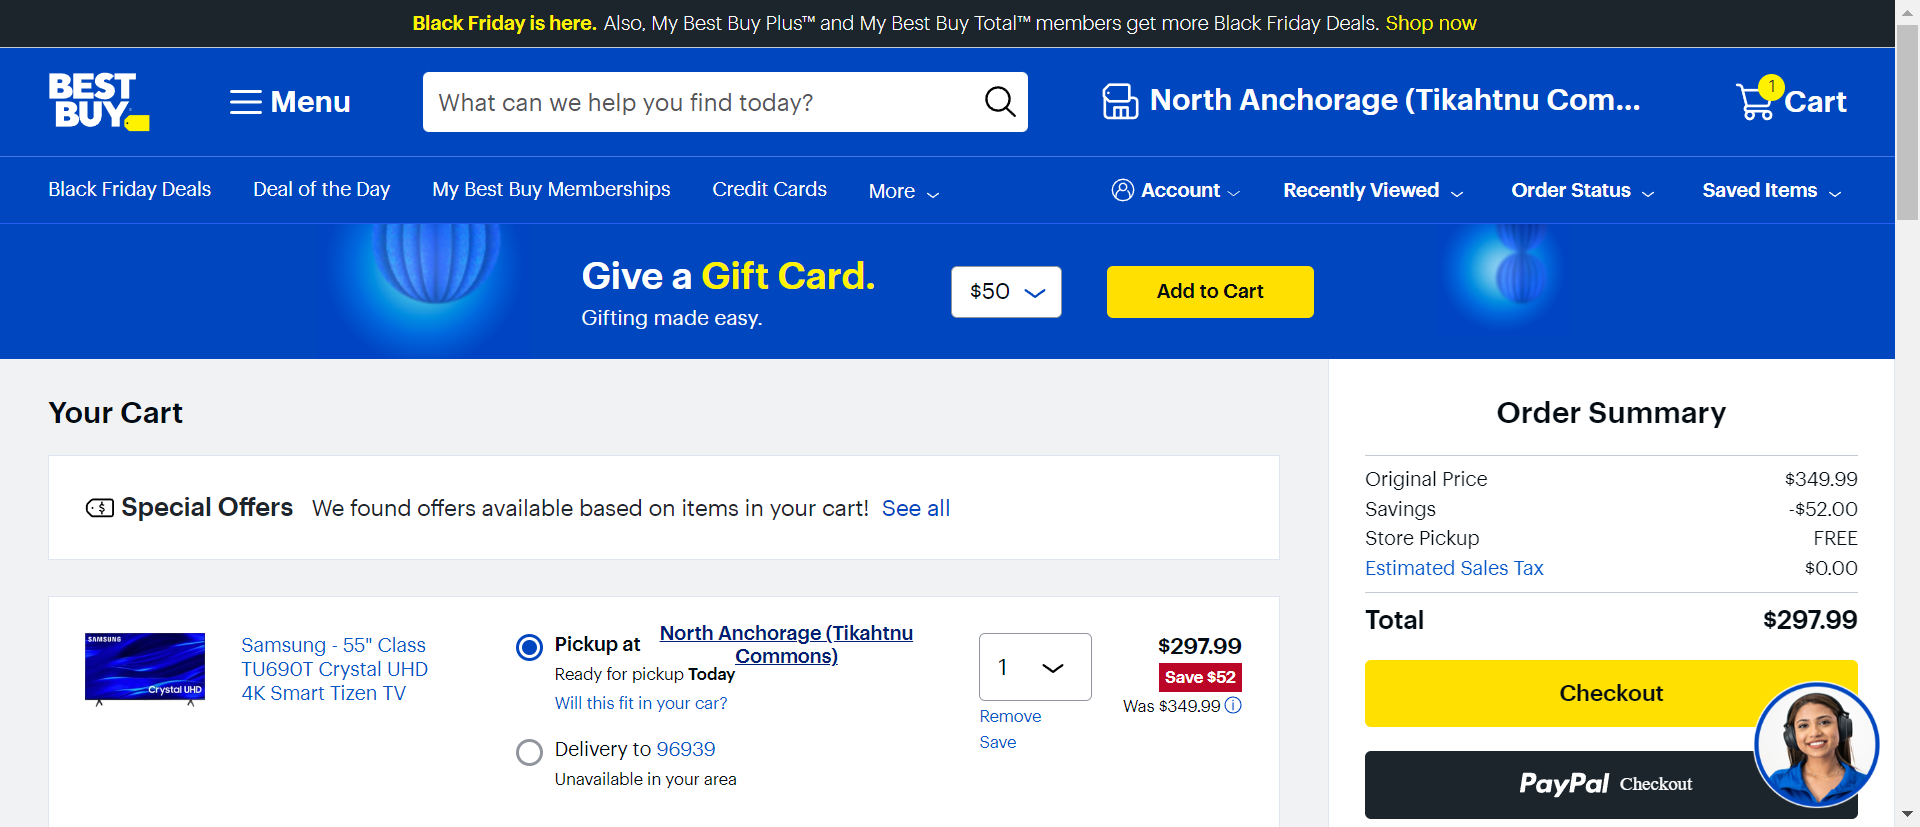 Black Friday is here. Also, My Best Buy Plus™ and My Best Buy Total™ members get more Black Friday Deals. Shop now
BEST
BUY
Menu
What can we help you find today?
North Anchorage (Tikahtnu Com...
1
Cart
Black Friday Deals
Deal of the Day
My Best Buy Memberships
Credit Cards
More
Account
Recently Viewed
Order Status
Saved Items
Give a Gift Card.
Gifting made easy.
$50
Add to Cart
Your Cart
Special Offers We found offers available based on items in your cart! See all
SAMSUNG
Crystal UHD
Samsung - 55" Class
TU690T Crystal UHD
4K Smart Tizen TV
Pickup at North Anchorage (Tikahtnu
Commons)
Ready for pickup Today
Will this fit in your car?
Delivery to 96939
Unavailable in your area
1
Remove
Save
$297.99
Save $52
Was $349.99
Order Summary
Original Price $349.99
Savings -$52.00
Store Pickup FREE
Estimated Sales Tax $0.00
Total $297.99
Checkout
PayPal Checkout